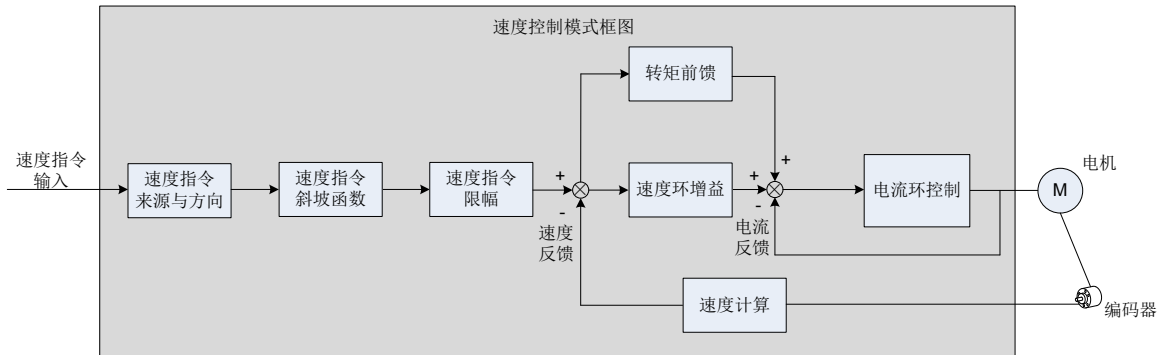 速度控制模式框图
转矩前馈
速度指令
输入
速度指令
来源与方向
速度指令
斜坡函数
速度指令
限幅
+
-
速度
反馈
速度环增益
+
+
-
电流
反馈
电流环控制
电机
M
速度计算
编码器